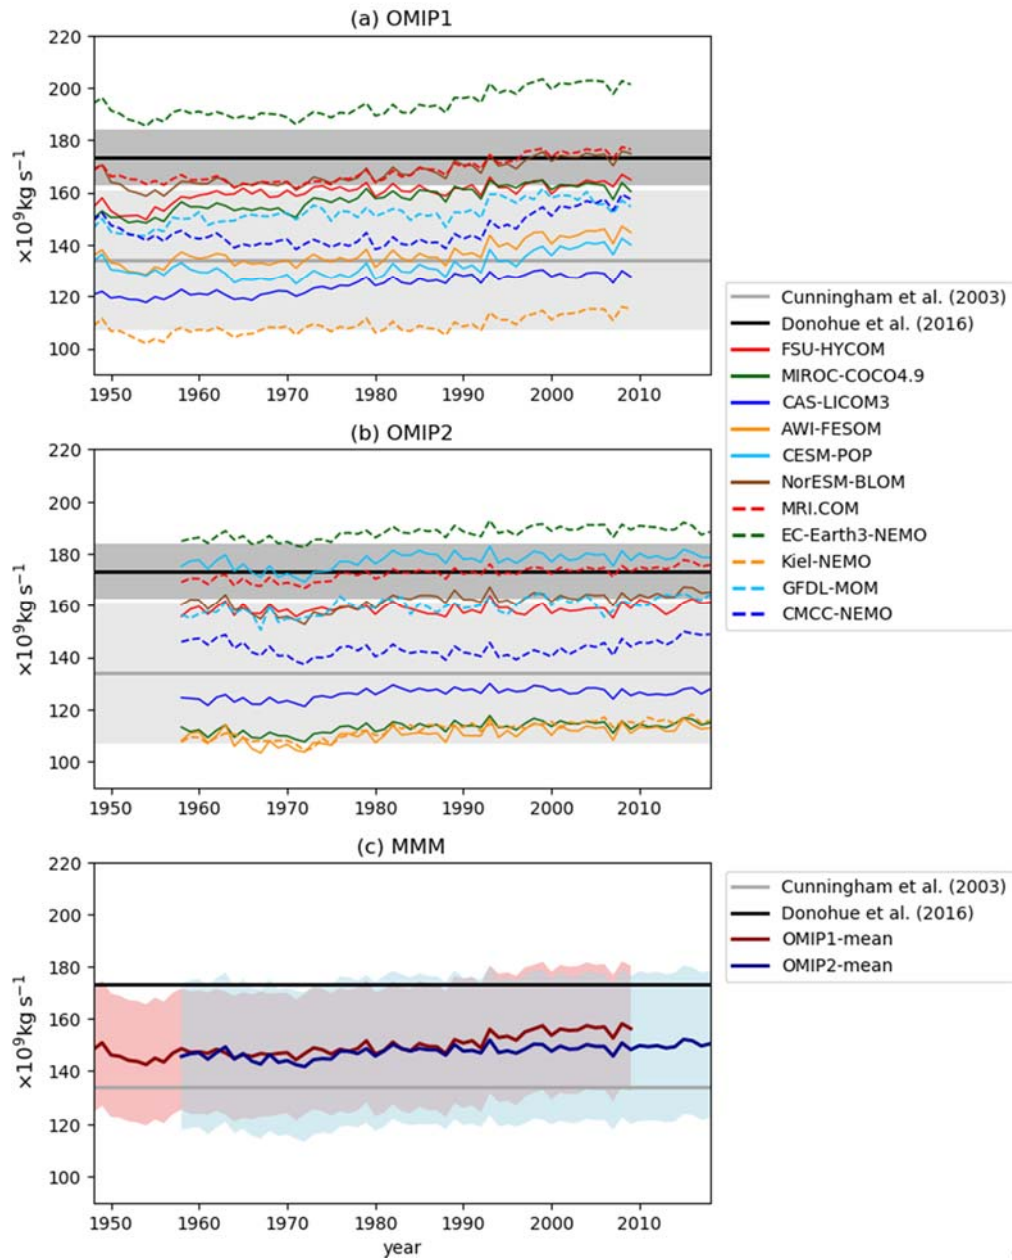 (a) OMIP1
220
200
180
160
140
120
100
×10⁹kg s⁻¹
1950 1960 1970 1980 1990 2000 2010
(b) OMIP2
220
200
180
160
140
120
100
×10⁹kg s⁻¹
1950 1960 1970 1980 1990 2000 2010
Cunningham et al. (2003)
Donohue et al. (2016)
FSU-HYCOM
MIROC-COCO4.9
CAS-LICOM3
AWI-FESOM
CESM-POP
NorESM-BLOM
MRI.COM
EC-Earth3-NEMO
Kiel-NEMO
GFDL-MOM
CMCC-NEMO
(c) MMM
220
200
180
160
140
120
100
×10⁹kg s⁻¹
1950 1960 1970 1980 1990 2000 2010
year
Cunningham et al. (2003)
Donohue et al. (2016)
OMIP1-mean
OMIP2-mean